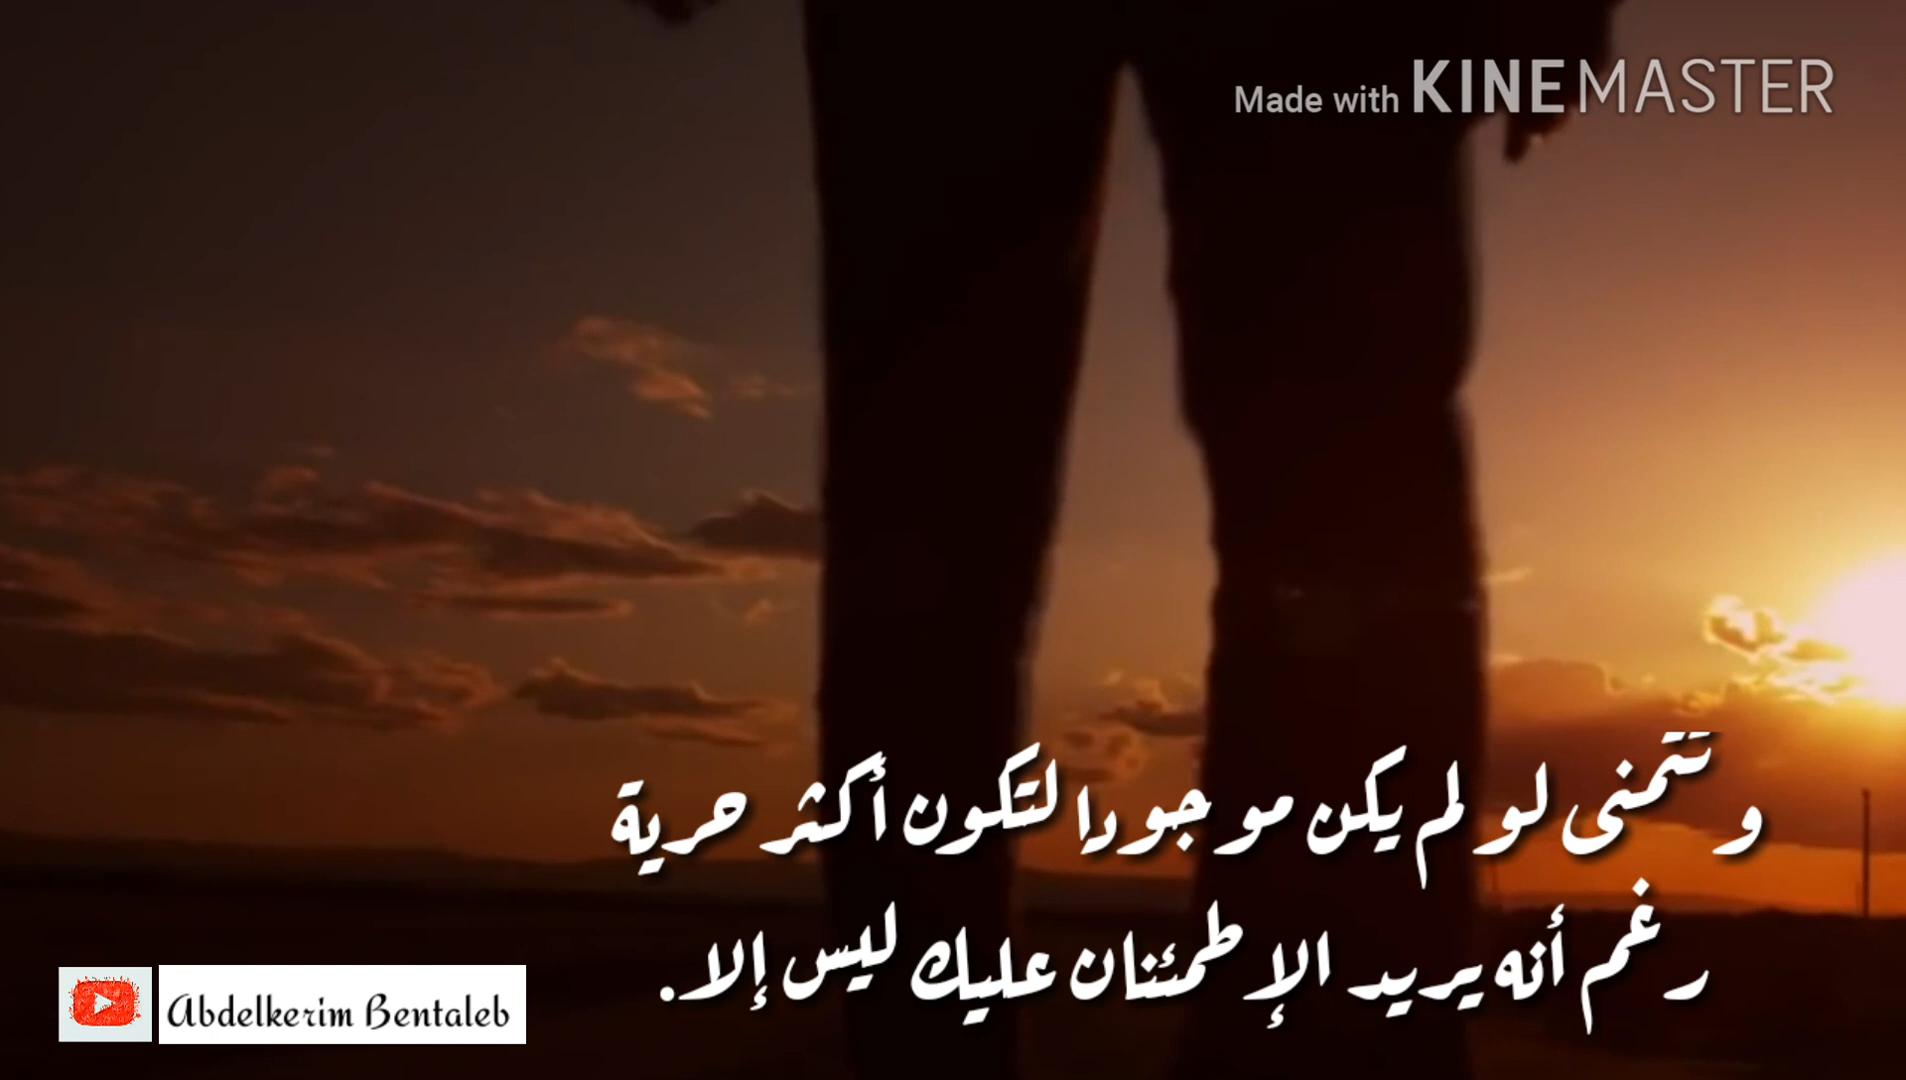 Made with KINEMASTER
وتتمنى لو لم يكن موجودا لتكون أكثر حرية
رغم أنه يريد الإطمئنان عليك ليس إلا.
Abdelkerim Bentaleb